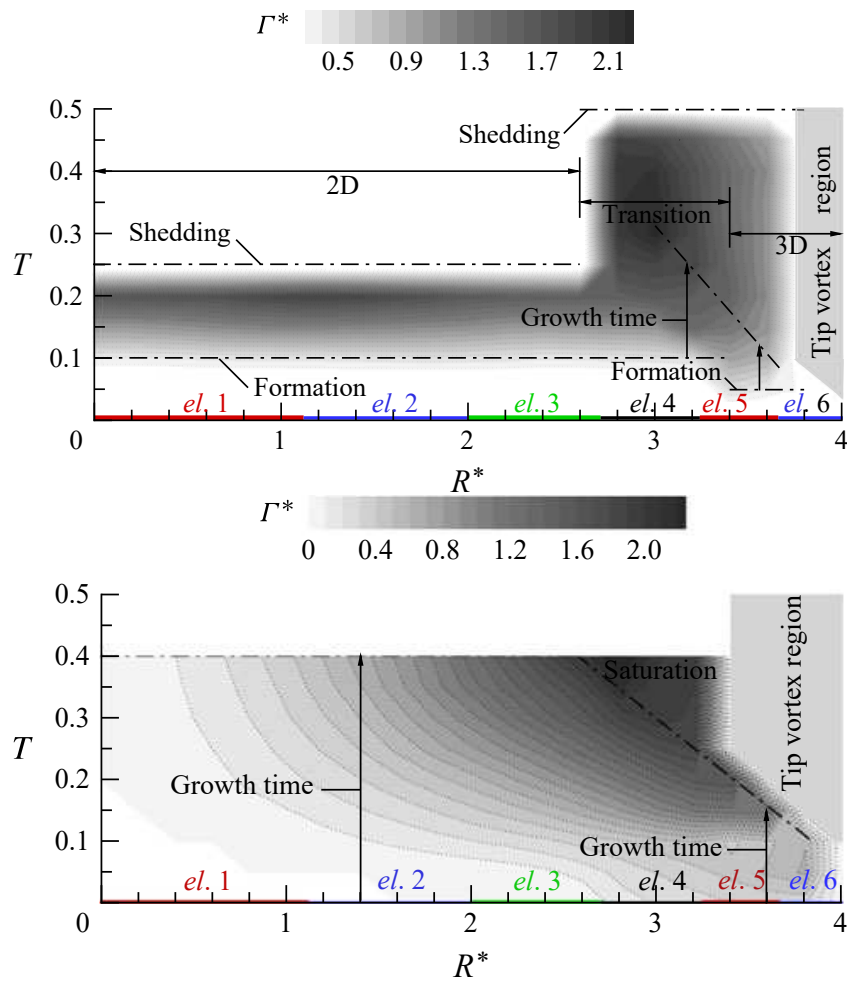 Γ*
0.5 0.9 1.3 1.7 2.1
0.5
Shedding
0.4
2D
Tip vortex region
Transition
0.3
Shedding
3D
T
0.2
Growth time
0.1
Formation
Formation
el. 1 el. 2 el. 3 el. 4 el. 5 el. 6
0 1 2 3 4
R*
Γ*
0 0.4 0.8 1.2 1.6 2.0
0.5
Tip vortex region
0.4
Saturation
0.3
T
0.2
Growth time
0.1
Growth time
el. 1 el. 2 el. 3 el. 4 el. 5 el. 6
0 1 2 3 4
R*